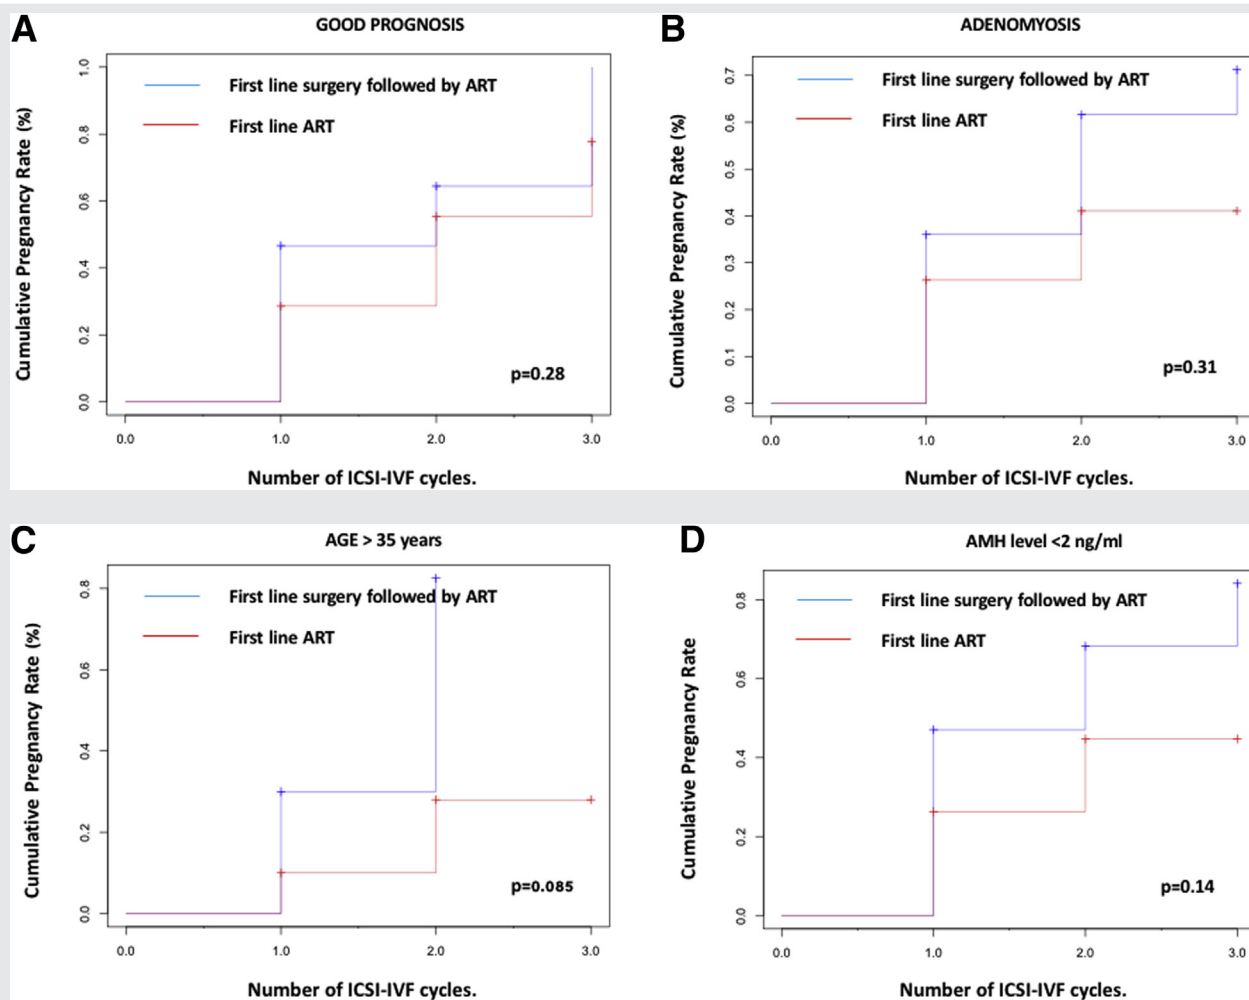 A
GOOD PROGNOSIS
Cumulative Pregnancy Rate (%)
1.0
0.8
0.6
0.4
0.2
0.0
First line surgery followed by ART
First line ART
p=0.28
0.0 1.0 2.0 3.0
Number of ICSI-IVF cycles.
B
ADENOMYOSIS
Cumulative Pregnancy Rate (%)
0.7
0.6
0.5
0.4
0.3
0.2
0.1
0.0
First line surgery followed by ART
First line ART
p=0.31
0.0 1.0 2.0 3.0
Number of ICSI-IVF cycles.
C
AGE > 35 years
Cumulative Pregnancy Rate (%)
0.8
0.6
0.4
0.2
0.0
First line surgery followed by ART
First line ART
p=0.085
0.0 1.0 2.0 3.0
Number of ICSI-IVF cycles.
D
AMH level <2 ng/ml
Cumulative Pregnancy Rate
0.8
0.6
0.4
0.2
0.0
First line surgery followed by ART
First line ART
p=0.14
0.0 1.0 2.0 3.0
Number of ICSI-IVF cycles.